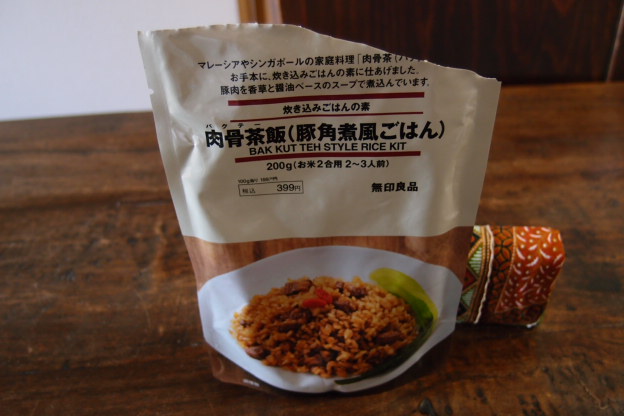 マレーシアやシンガポールの家庭料理「肉骨茶(バク
お手本に、炊き込みごはんの素に仕あげました。
豚肉を香草と醤油ベースのスープで煮込んでいます。
炊き込みごはんの素
バクテー
肉骨茶飯(豚角煮風ごはん)
BAK KUT TEH STYLE RICE KIT
200g(お米2合用 2〜3人前)
税込 399円
無印良品